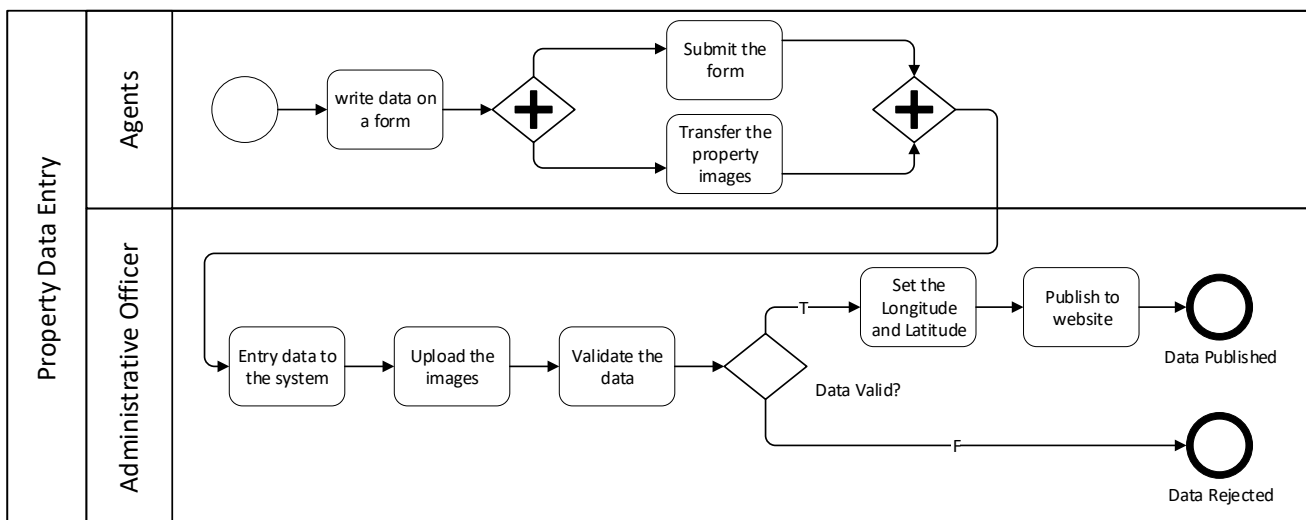 Property Data Entry
Agents
write data on
a form
Submit the
form
Transfer the
property
images
Administrative Officer
Entry data to
the system
Upload the
images
Validate the
data
Data Valid?
T
Set the
Longitude
and Latitude
Publish to
website
Data Published
F
Data Rejected